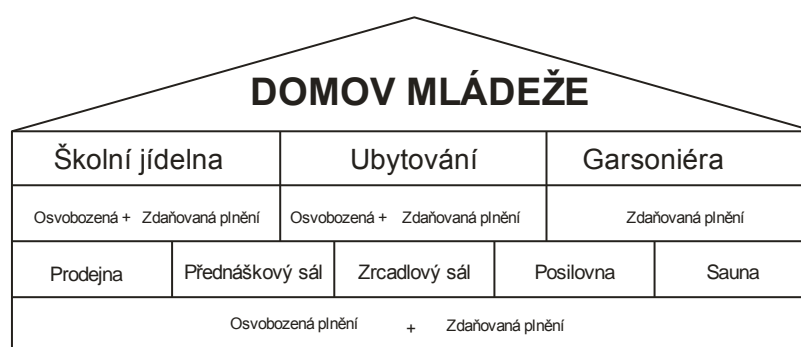 DOMOV MLÁDEŽE
Školní jídelna Ubytování Garsoniéra
Osvobozená + Zdaňovaná plnění Osvobozená + Zdaňovaná plnění Zdaňovaná plnění
Prodejna Přednáškový sál Zrcadlový sál Posilovna Sauna
Osvobozená plnění + Zdaňovaná plnění